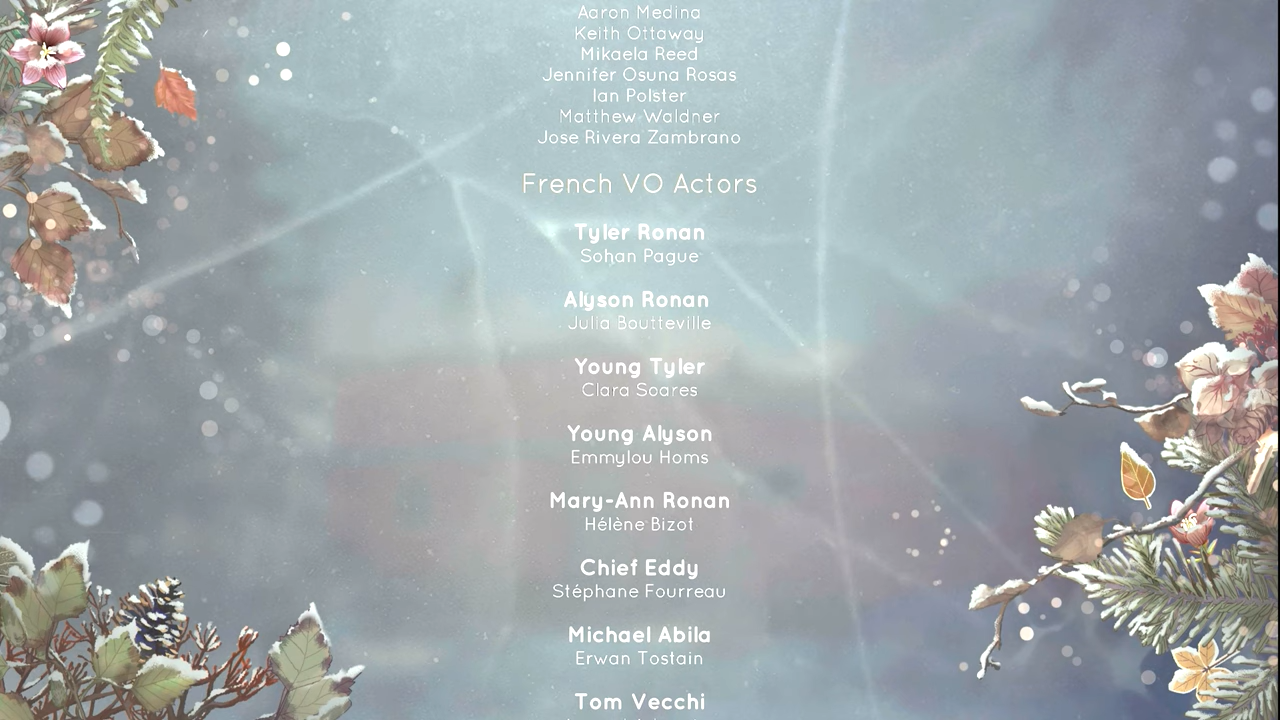 Aaron Medina
Keith Ottaway
Mikaela Reed
Jennifer Osuna Rosas
Ian Polster
Matthew Waldner
Jose Rivera Zambrano
French VO Actors
Tyler Ronan
Sohan Pague
Alyson Ronan
Julia Boutteville
Young Tyler
Clara Soares
Young Alyson
Emmylou Homs
Mary-Ann Ronan
Hélène Bizot
Chief Eddy
Stéphane Fourreau
Michael Abila
Erwan Tostain
Tom Vecchi